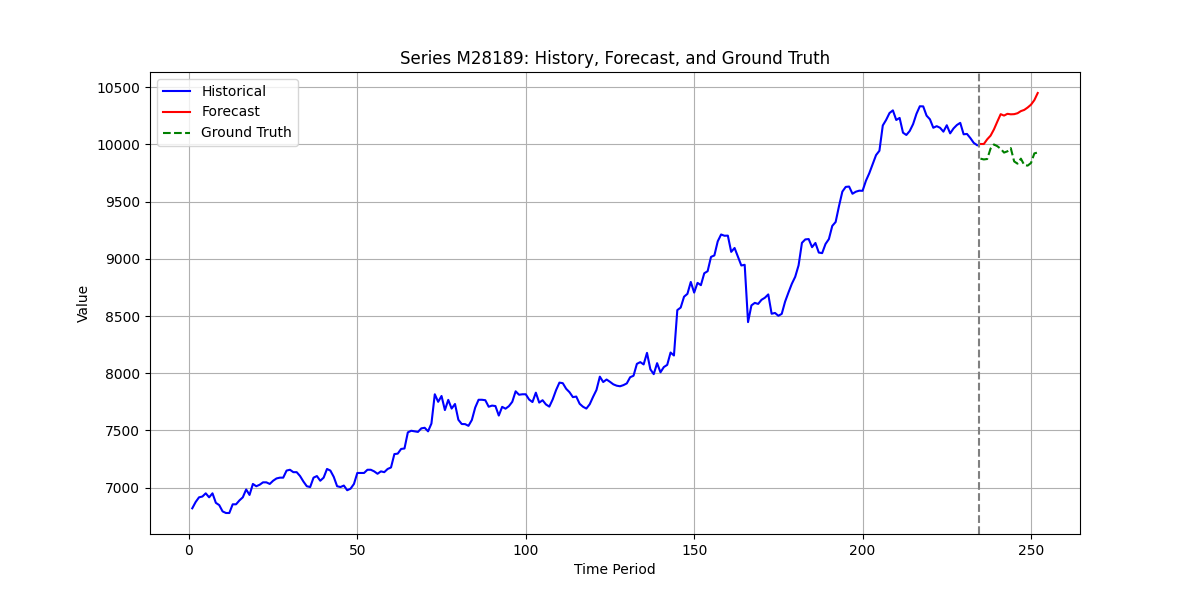 Series M28189: History, Forecast, and Ground Truth
Historical
Forecast
Ground Truth
10500
10000
9500
9000
8500
8000
7500
7000
Value
0
50
100
150
200
250
Time Period